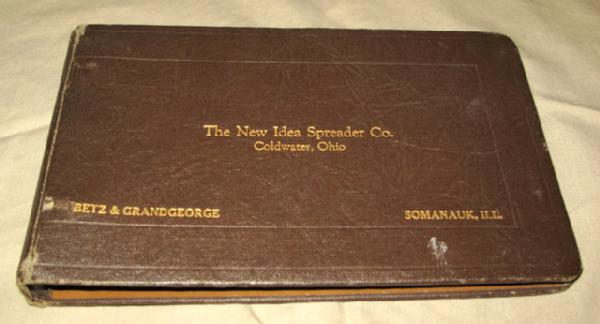 The New Idea Spreader Co.
Coldwater, Ohio
BETZ & GRANDGEORGE
SOMANAUK, ILL.